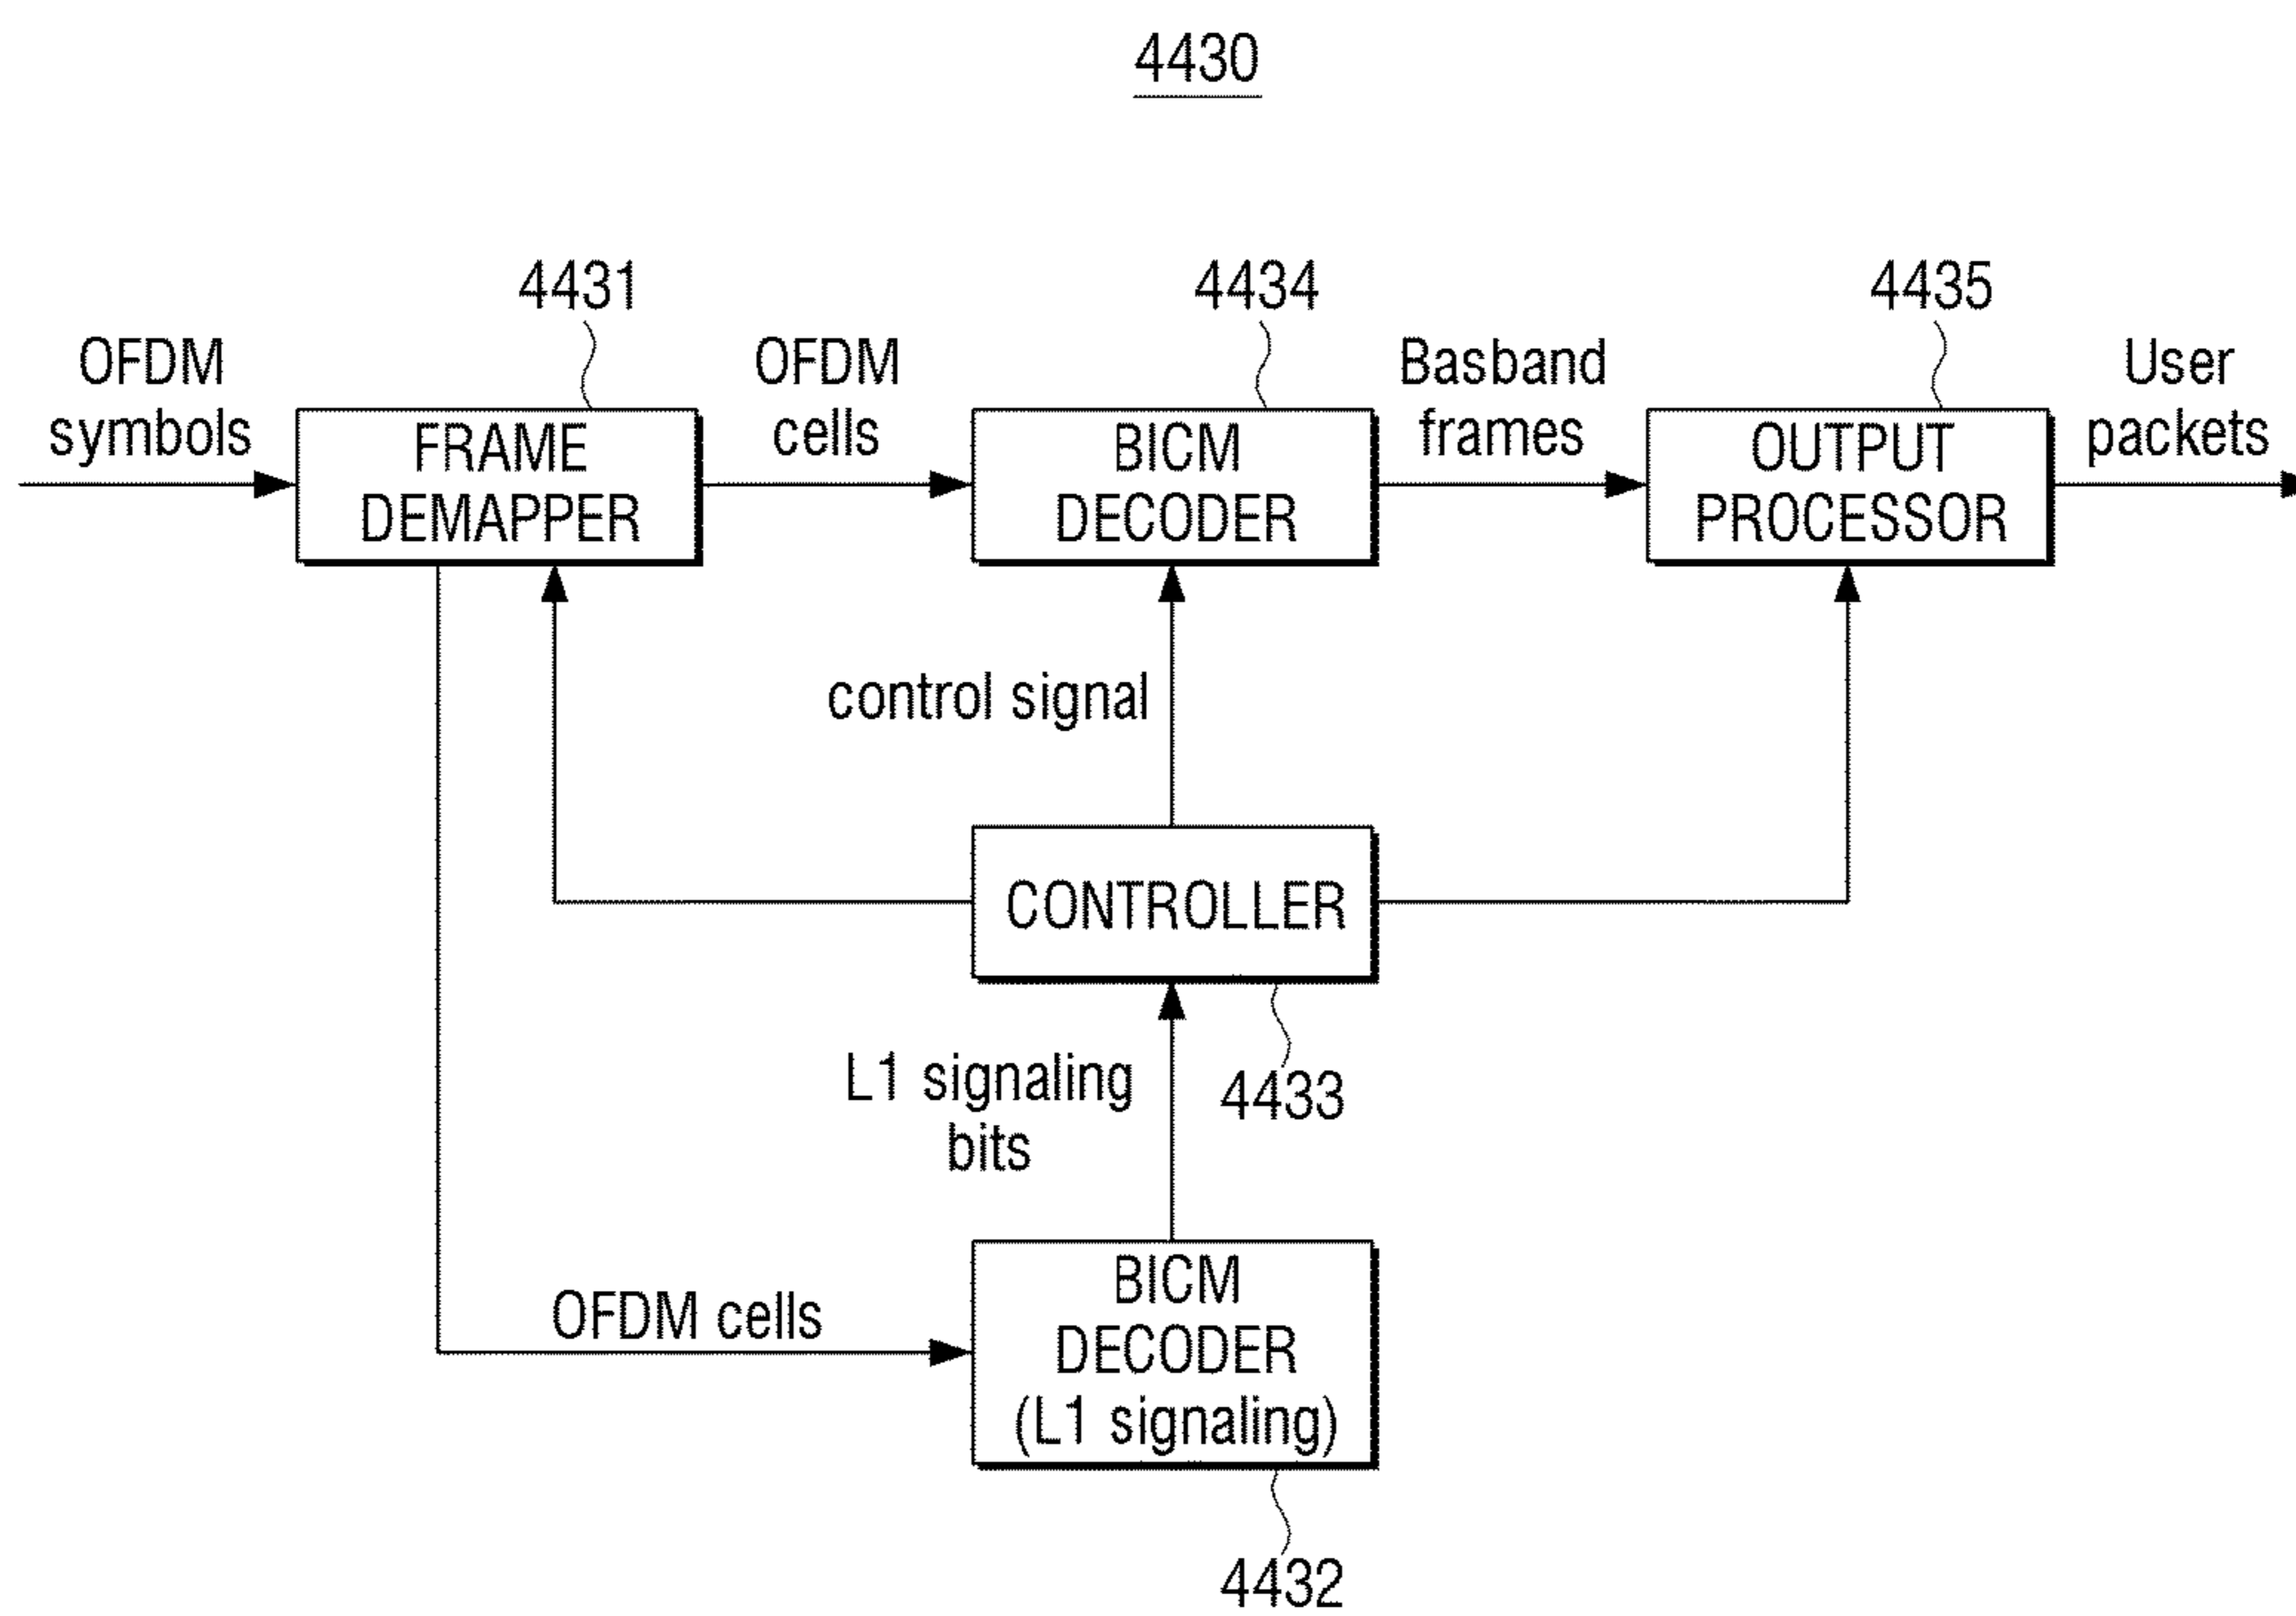 4430
4431
4434
4435
OFDM
symbols
OFDM
cells
Basband
frames
User
packets
FRAME
DEMAPPER
BICM
DECODER
OUTPUT
PROCESSOR
control signal
CONTROLLER
4433
L1 signaling
bits
OFDM cells
BICM
DECODER
(L1 signaling)
4432